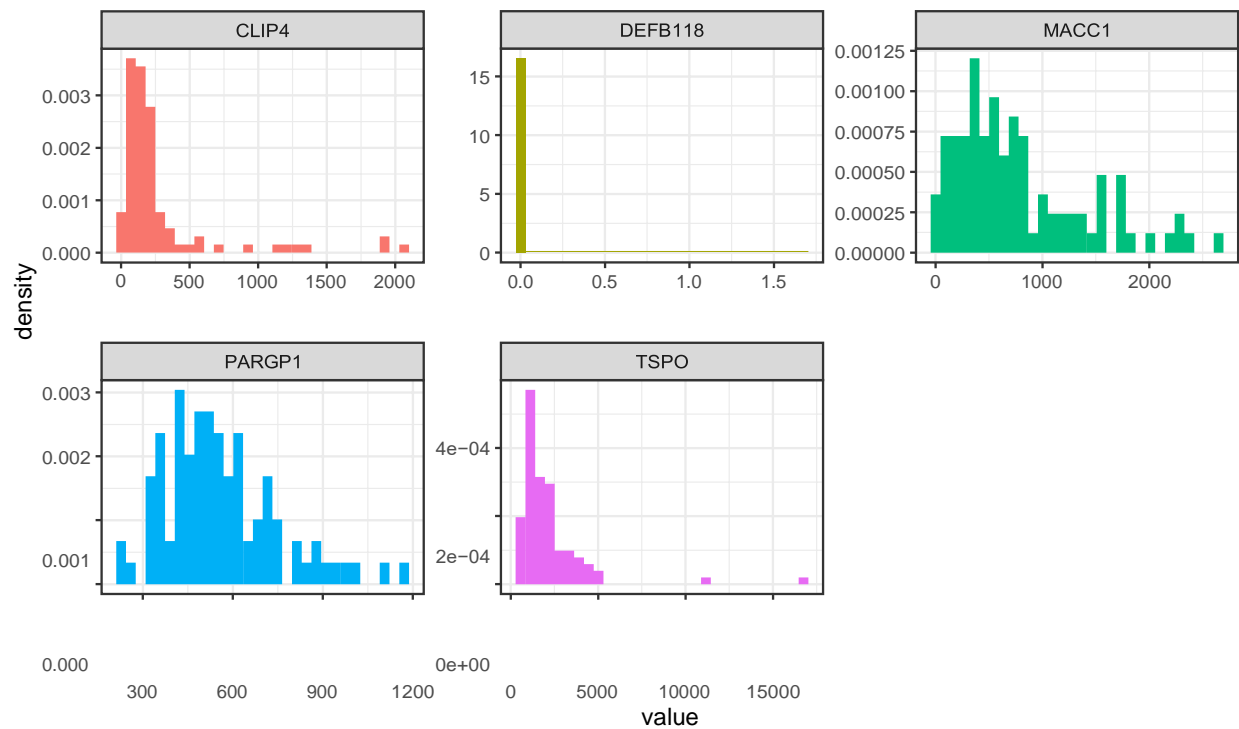 CLIP4 DEFB118 MACC1
0.003
0.002
0.001
0.000
15
10
5
0
0.00125
0.00100
0.00075
0.00050
0.00025
0.00000
0 500 1000 1500 2000
0.0 0.5 1.0 1.5
0 1000 2000
density
PARGP1 TSPO
0.003
0.002
0.001
0.000
4e−04
2e−04
0e+00
300 600 900 1200
0 5000 10000 15000
value